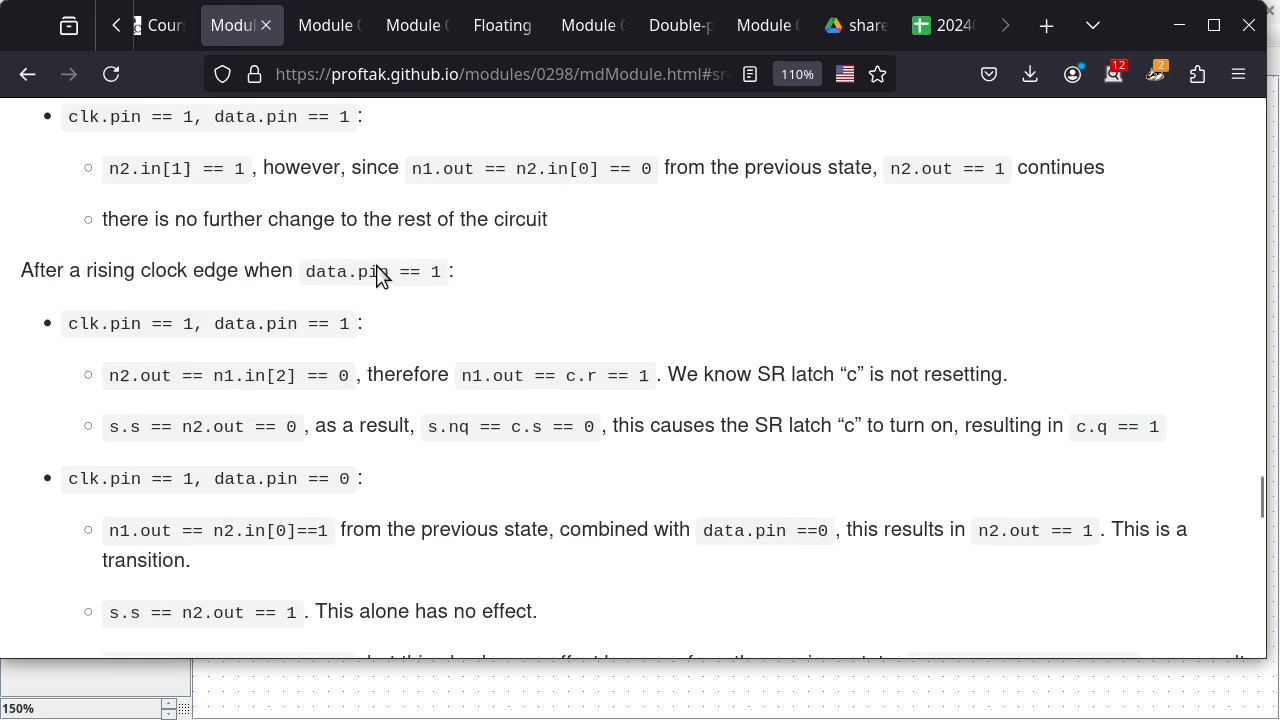 Cours
Modul
Module (
Module (
Floating
Module (
Double-p
Module (
share
2024
https://proftak.github.io/modules/0298/mdModule.html#sr-
110%
12
2
clk.pin == 1, data.pin == 1:
n2.in[1] == 1, however, since n1.out == n2.in[0] == 0 from the previous state, n2.out == 1 continues
there is no further change to the rest of the circuit
After a rising clock edge when data.pin == 1:
clk.pin == 1, data.pin == 1:
n2.out == n1.in[2] == 0, therefore n1.out == c.r == 1. We know SR latch “c” is not resetting.
s.s == n2.out == 0, as a result, s.nq == c.s == 0, this causes the SR latch “c” to turn on, resulting in c.q == 1
clk.pin == 1, data.pin == 0:
n1.out == n2.in[0]==1 from the previous state, combined with data.pin ==0, this results in n2.out == 1. This is a
transition.
s.s == n2.out == 1. This alone has no effect.
150%